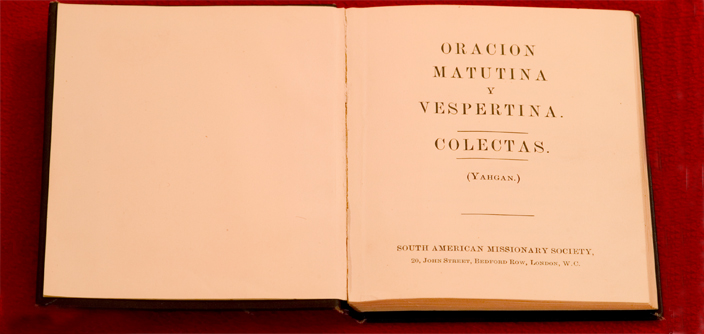 ORACION
MATUTINA
Y
VESPERTINA.
COLECTAS.
(YAHGAN.)
SOUTH AMERICAN MISSIONARY SOCIETY,
20, JOHN STREET, BEDFORD ROW, LONDON, W.C.